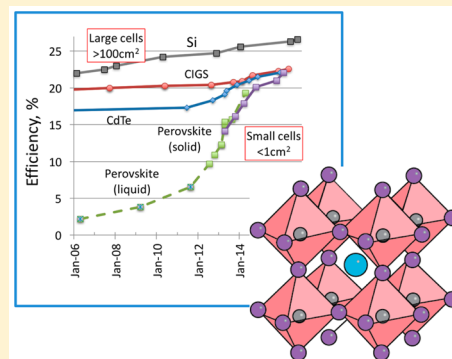 Large cells
>100cm²
Si
CIGS
CdTe
Perovskite
(solid)
Small cells
<1cm²
Perovskite
(liquid)
Efficiency, %
25
20
15
10
5
0
Jan-06
Jan-08
Jan-10
Jan-12
Jan-14